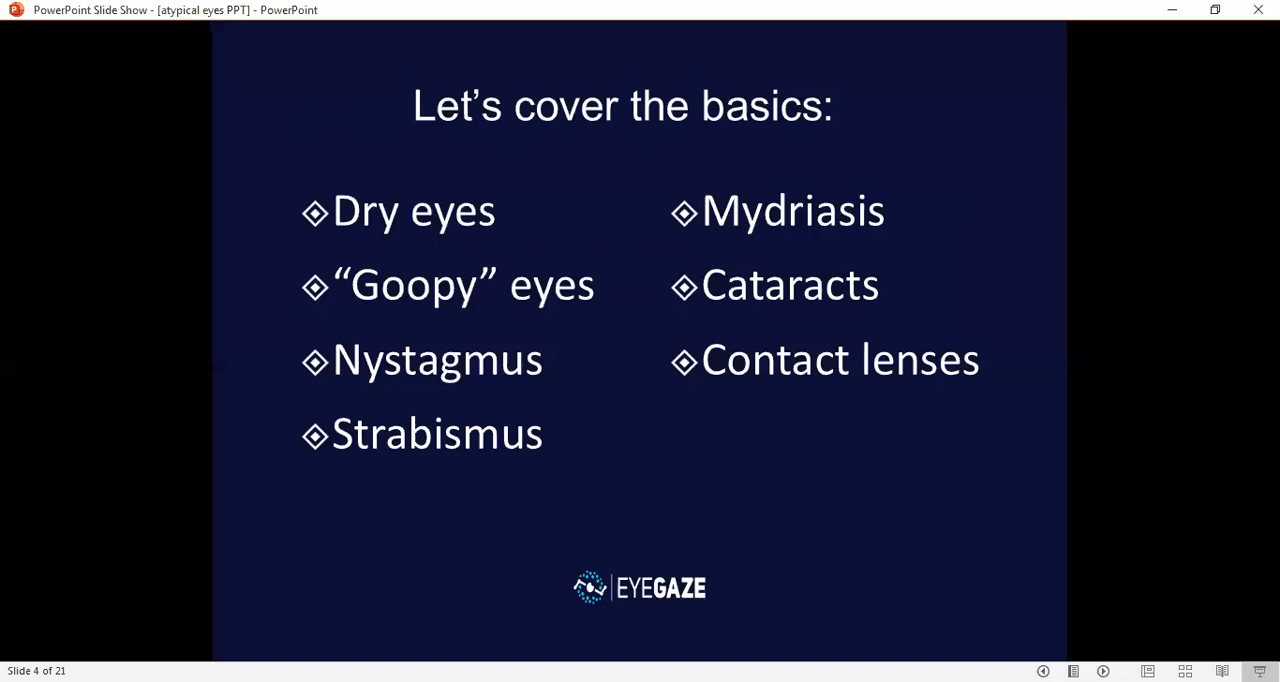 PowerPoint Slide Show - [atypical eyes PPT] - PowerPoint
Let’s cover the basics:
Dry eyes
“Goopy” eyes
Nystagmus
Strabismus
Mydriasis
Cataracts
Contact lenses
EYEGAZE
Slide 4 of 21